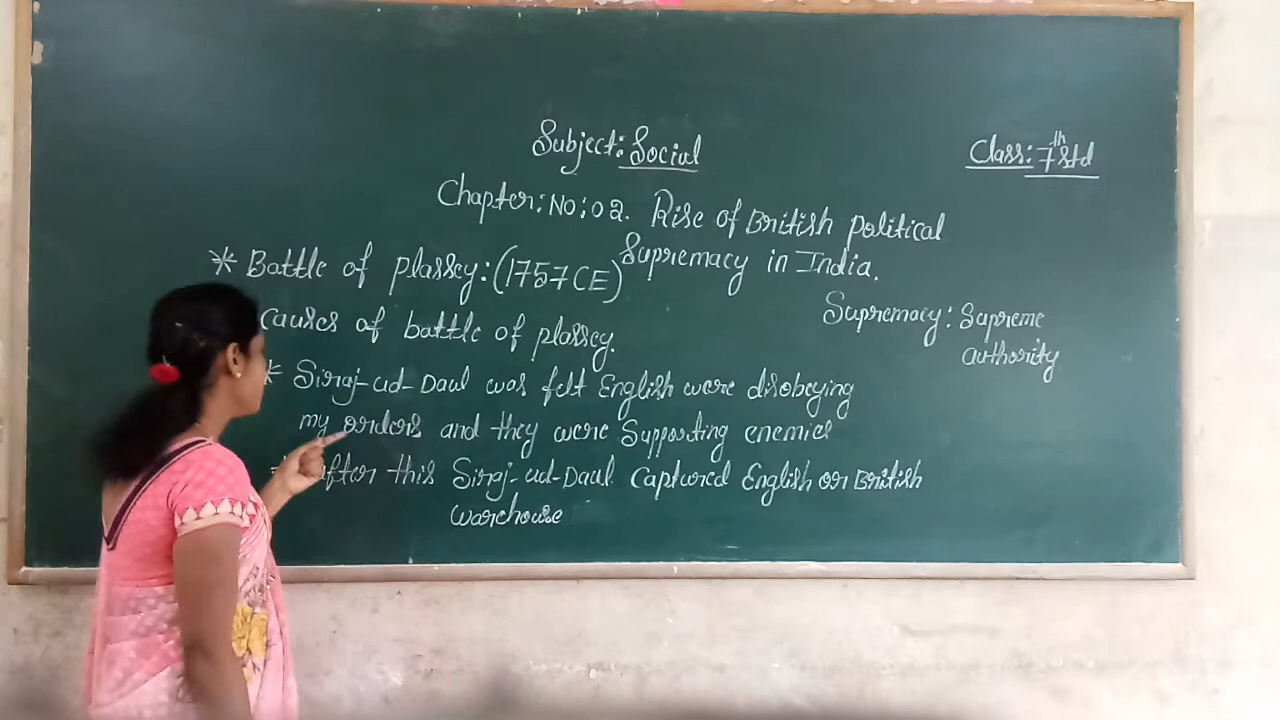 Subject: Social
Class: 7th Std
Chapter: No: 02. Rise of British political
Supremacy in India.
* Battle of plassey: (1757CE)
Supremacy: Supreme
authority
Causes of battle of plassey.
* Siraj-ud-Daul was felt English were disobeying
my orders and they were Supporting enemies
after this Siraj-ud-Daul Captured English or British
warehouse